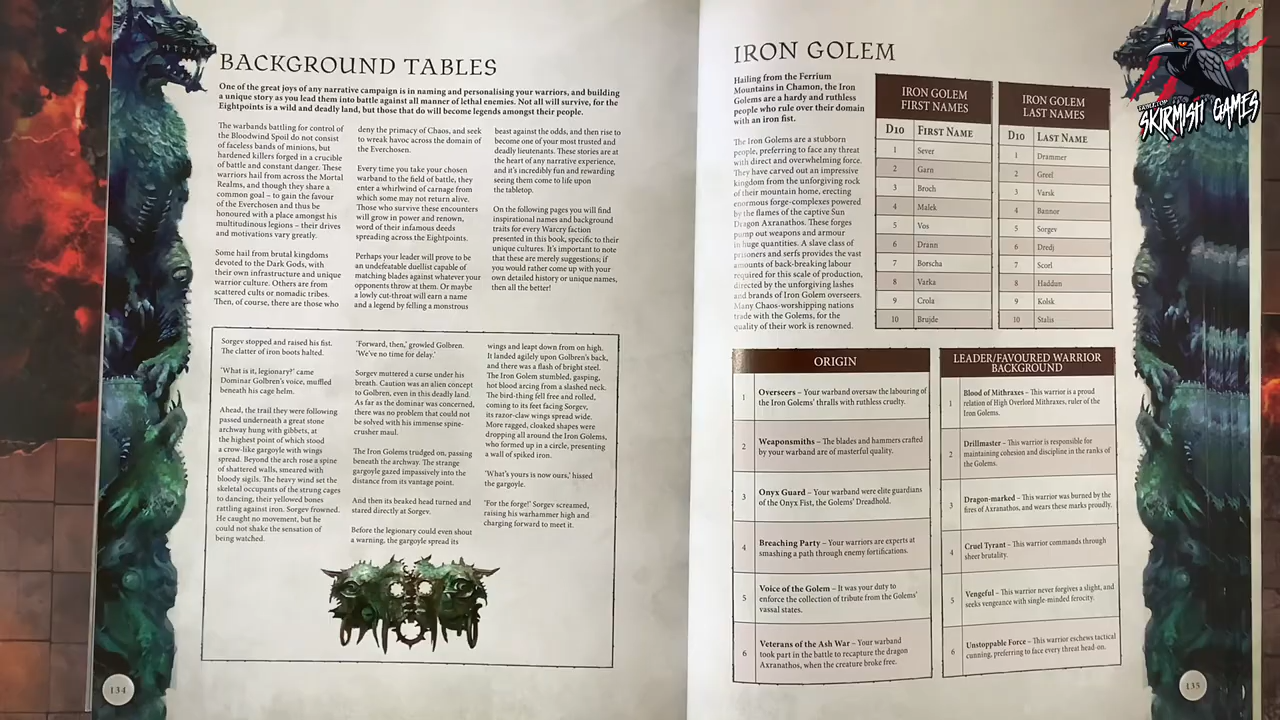 BACKGROUND TABLES
One of the great joys of any narrative campaign is in naming and personalising your warriors, and building
a unique story as you lead them into battle against all manner of lethal enemies. Not all will survive, for the
Eightpoints is a wild and deadly land, but those that do will become legends amongst their people.
The warbands battling for control of
the Bloodwind Spoil do not consist
of faceless bands of minions, but
hardened killers forged in a crucible
of battle and constant danger. These
warriors hail from across the Mortal
Realms, and though they share a
common goal – to gain the favour
of the Everchosen and thus be
honoured with a place amongst his
multitudinous legions – their drives
and motivations vary greatly.
Some hail from brutal kingdoms
devoted to the Dark Gods, with
their own infrastructure and unique
warrior culture. Others are from
scattered cults or nomadic tribes.
Then, of course, there are those who
deny the primacy of Chaos, and seek
to wreak havoc across the domain of
the Everchosen.
Every time you take your chosen
warband to the field of battle, they
enter a whirlwind of carnage from
which some may not return alive.
Those who survive these encounters
will grow in power and renown,
word of their infamous deeds
spreading across the Eightpoints.
Perhaps your leader will prove to be
an undefeatable duellist capable of
matching blades against whatever your
opponents throw at them. Or maybe
a lowly cut-throat will earn a name
and a legend by felling a monstrous
beast against the odds, and then rise to
become one of your most trusted and
deadly lieutenants. These stories are at
the heart of any narrative experience,
and it's incredibly fun and rewarding
seeing them come to life upon
the tabletop.
On the following pages you will find
inspirational names and background
traits for every Warcry faction
presented in this book, specific to their
unique cultures. It's important to note
that these are merely suggestions; if
you would rather come up with your
own detailed history or unique names,
then all the better!
Sorgev stopped and raised his fist.
The clatter of iron boots halted.
'What is it, legionary?' came
Dominar Golbren's voice, muffled
beneath his cage helm.
Ahead, the trail they were following
passed underneath a great stone
archway hung with gibbets, at
the highest point of which stood
a crow-like gargoyle with wings
spread. Beyond the arch rose a spine
of shattered walls, smeared with
bloody sigils. The heavy wind set the
skeletal occupants of the strung cages
to dancing, their yellowed bones
rattling against iron. Sorgev frowned.
He caught no movement, but he
could not shake the sensation of
being watched.
'Forward, then,' growled Golbren.
'We've no time for delay.'
Sorgev muttered a curse under his
breath. Caution was an alien concept
to Golbren, even in this deadly land.
As far as the dominar was concerned,
there was no problem that could not
be solved with his immense spine-
crusher maul.
The Iron Golems trudged on, passing
beneath the archway. The strange
gargoyle gazed impassively into the
distance from its vantage point.
And then its beaked head turned and
stared directly at Sorgev.
Before the legionary could even shout
a warning, the gargoyle spread its
wings and leapt down from on high.
It landed agilely upon Golbren's back,
and there was a flash of bright steel.
The Iron Golem stumbled, gasping,
hot blood arcing from a slashed neck.
The bird-thing fell free and rolled,
coming to its feet facing Sorgev,
its razor-claw wings spread wide.
More ragged, cloaked shapes were
dropping all around the Iron Golems,
who formed up in a circle, presenting
a wall of spiked iron.
'What's yours is now ours,' hissed
the gargoyle.
'For the forge!' Sorgev screamed,
raising his warhammer high and
charging forward to meet it.
134
IRON GOLEM
Hailing from the Ferrium
Mountains in Chamon, the Iron
Golems are a hardy and ruthless
people who rule over their domain
with an iron fist.
The Iron Golems are a stubborn
people, preferring to face any threat
with direct and overwhelming force.
They have carved out an impressive
kingdom from the unforgiving rock
of their mountain home, erecting
enormous forge-complexes powered
by the flames of the captive Sun
Dragon Axranathos. These forges
pump out weapons and armour
in huge quantities. A slave class of
prisoners and serfs provides the vast
amounts of back-breaking labour
required for this scale of production,
directed by the unforgiving lashes
and brands of Iron Golem overseers.
Many Chaos-worshipping nations
trade with the Golems, for the
quality of their work is renowned.
IRON GOLEM
FIRST NAMES
D10 FIRST NAME
1 Sever
2 Garn
3 Broch
4 Malek
5 Vos
6 Drann
7 Borscha
8 Varka
9 Crola
10 Brujde
IRON GOLEM
LAST NAMES
D10 LAST NAME
1 Drammer
2 Greel
3 Varsk
4 Bannor
5 Sorgev
6 Dredj
7 Scorl
8 Haddun
9 Kolsk
10 Stalis
ORIGIN
1 Overseers – Your warband oversaw the labouring of
the Iron Golems' thralls with ruthless cruelty.
2 Weaponsmiths – The blades and hammers crafted
by your warband are of masterful quality.
3 Onyx Guard – Your warband were elite guardians
of the Onyx Fist, the Golems' Dreadhold.
4 Breaching Party – Your warriors are experts at
smashing a path through enemy fortifications.
5 Voice of the Golem – It was your duty to
enforce the collection of tribute from the Golems'
vassal states.
6 Veterans of the Ash War – Your warband
took part in the battle to recapture the dragon
Axranathos, when the creature broke free.
LEADER/FAVOURED WARRIOR
BACKGROUND
1 Blood of Mithraxes – This warrior is a proud
relation of High Overlord Mithraxes, ruler of the
Iron Golems.
2 Drillmaster – This warrior is responsible for
maintaining cohesion and discipline in the ranks of
the Golems.
3 Dragon-marked – This warrior was burned by the
fires of Axranathos, and wears these marks proudly.
4 Cruel Tyrant – This warrior commands through
sheer brutality.
5 Vengeful – This warrior never forgives a slight, and
seeks vengeance with single-minded ferocity.
6 Unstoppable Force – This warrior eschews tactical
cunning, preferring to face every threat head-on.
135
TABLETOP
SKIRMISH GAMES